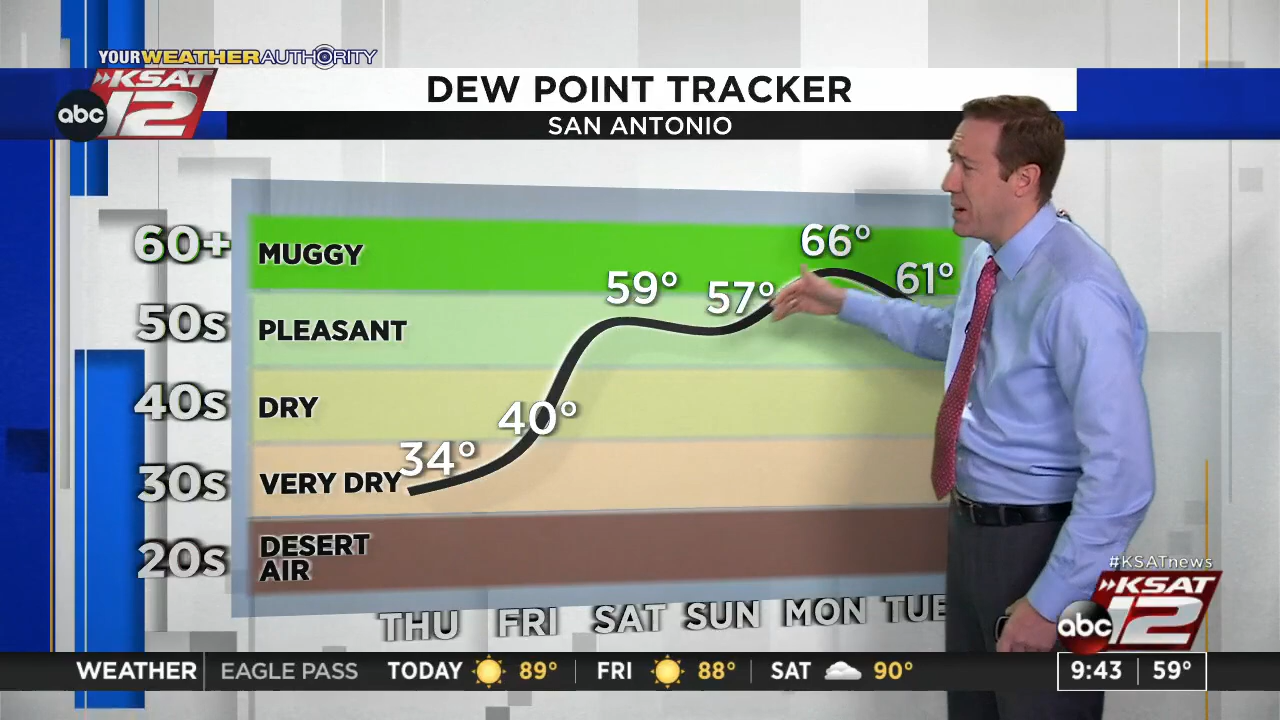 YOURWEATHERAUTHORITY
KSAT
abc 12
DEW POINT TRACKER
SAN ANTONIO
60+ MUGGY
66°
61°
59°
57°
50s PLEASANT
40s DRY
40°
34°
30s VERY DRY
20s DESERT
AIR
THU FRI SAT SUN MON TUE
#KSATnews
KSAT
abc 12
WEATHER EAGLE PASS TODAY 89° FRI 88° SAT 90° 9:43 59°